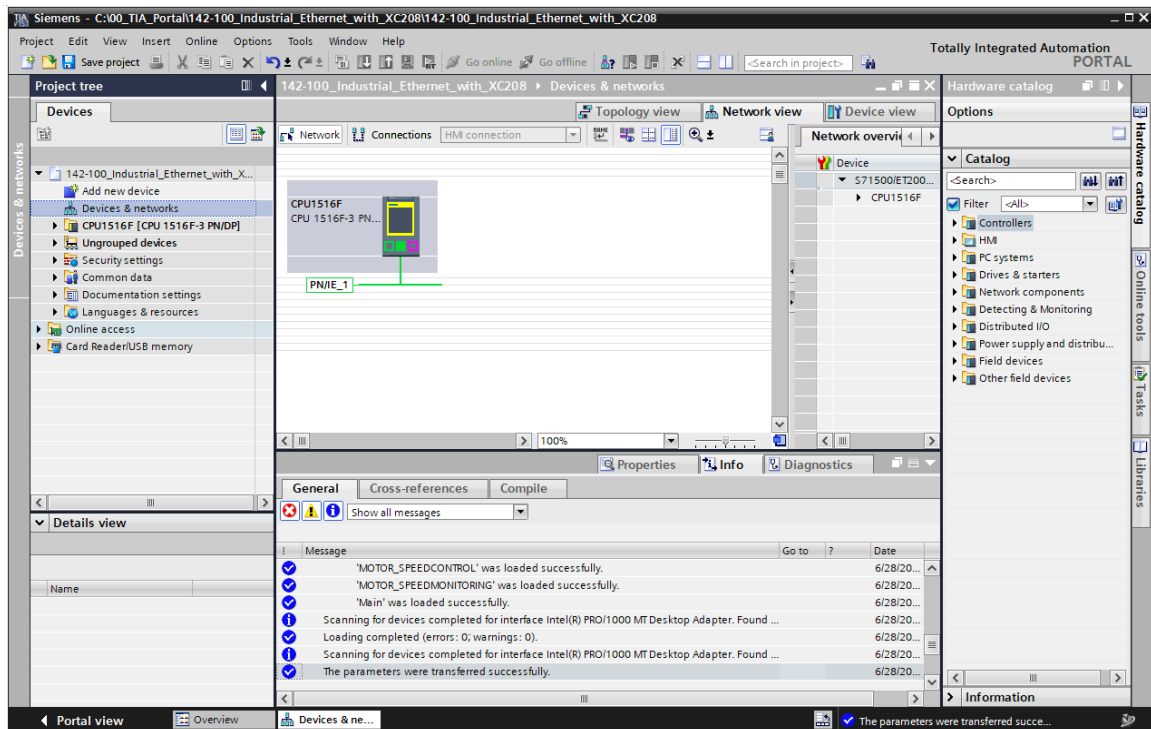 Siemens - C:\00_TIA_Portal\142-100_Industrial_Ethernet_with_XC208\142-100_Industrial_Ethernet_with_XC208
Project Edit View Insert Online Options Tools Window Help
Totally Integrated Automation
PORTAL
Save project
Go online
Go offline
<Search in project>
Project tree
Devices
Devices & networks
142-100_Industrial_Ethernet_with_X...
Add new device
Devices & networks
CPU1516F [CPU 1516F-3 PN/DP]
Ungrouped devices
Security settings
Common data
Documentation settings
Languages & resources
Online access
Card Reader/USB memory
Details view
Name
142-100_Industrial_Ethernet_with_XC208 Devices & networks
Topology view
Network view
Device view
Network
Connections
HMI connection
CPU1516F
CPU 1516F-3 PN...
PN/IE_1
100%
Network overvie
Device
S71500/ET200...
CPU1516F
Properties
Info
Diagnostics
General
Cross-references
Compile
Show all messages
! Message Go to ? Date
'MOTOR_SPEEDCONTROL' was loaded successfully. 6/28/20...
'MOTOR_SPEEDMONITORING' was loaded successfully. 6/28/20...
'Main' was loaded successfully. 6/28/20...
Scanning for devices completed for interface Intel(R) PRO/1000 MT Desktop Adapter. Found ... 6/28/20...
Loading completed (errors: 0; warnings: 0). 6/28/20...
Scanning for devices completed for interface Intel(R) PRO/1000 MT Desktop Adapter. Found ... 6/28/20...
The parameters were transferred successfully. 6/28/20...
Hardware catalog
Options
Catalog
<Search>
Filter
<All>
Controllers
HMI
PC systems
Drives & starters
Network components
Detecting & Monitoring
Distributed I/O
Power supply and distribu...
Field devices
Other field devices
Information
Hardware catalog
Online tools
Tasks
Libraries
Portal view
Overview
Devices & ne...
The parameters were transferred succe...